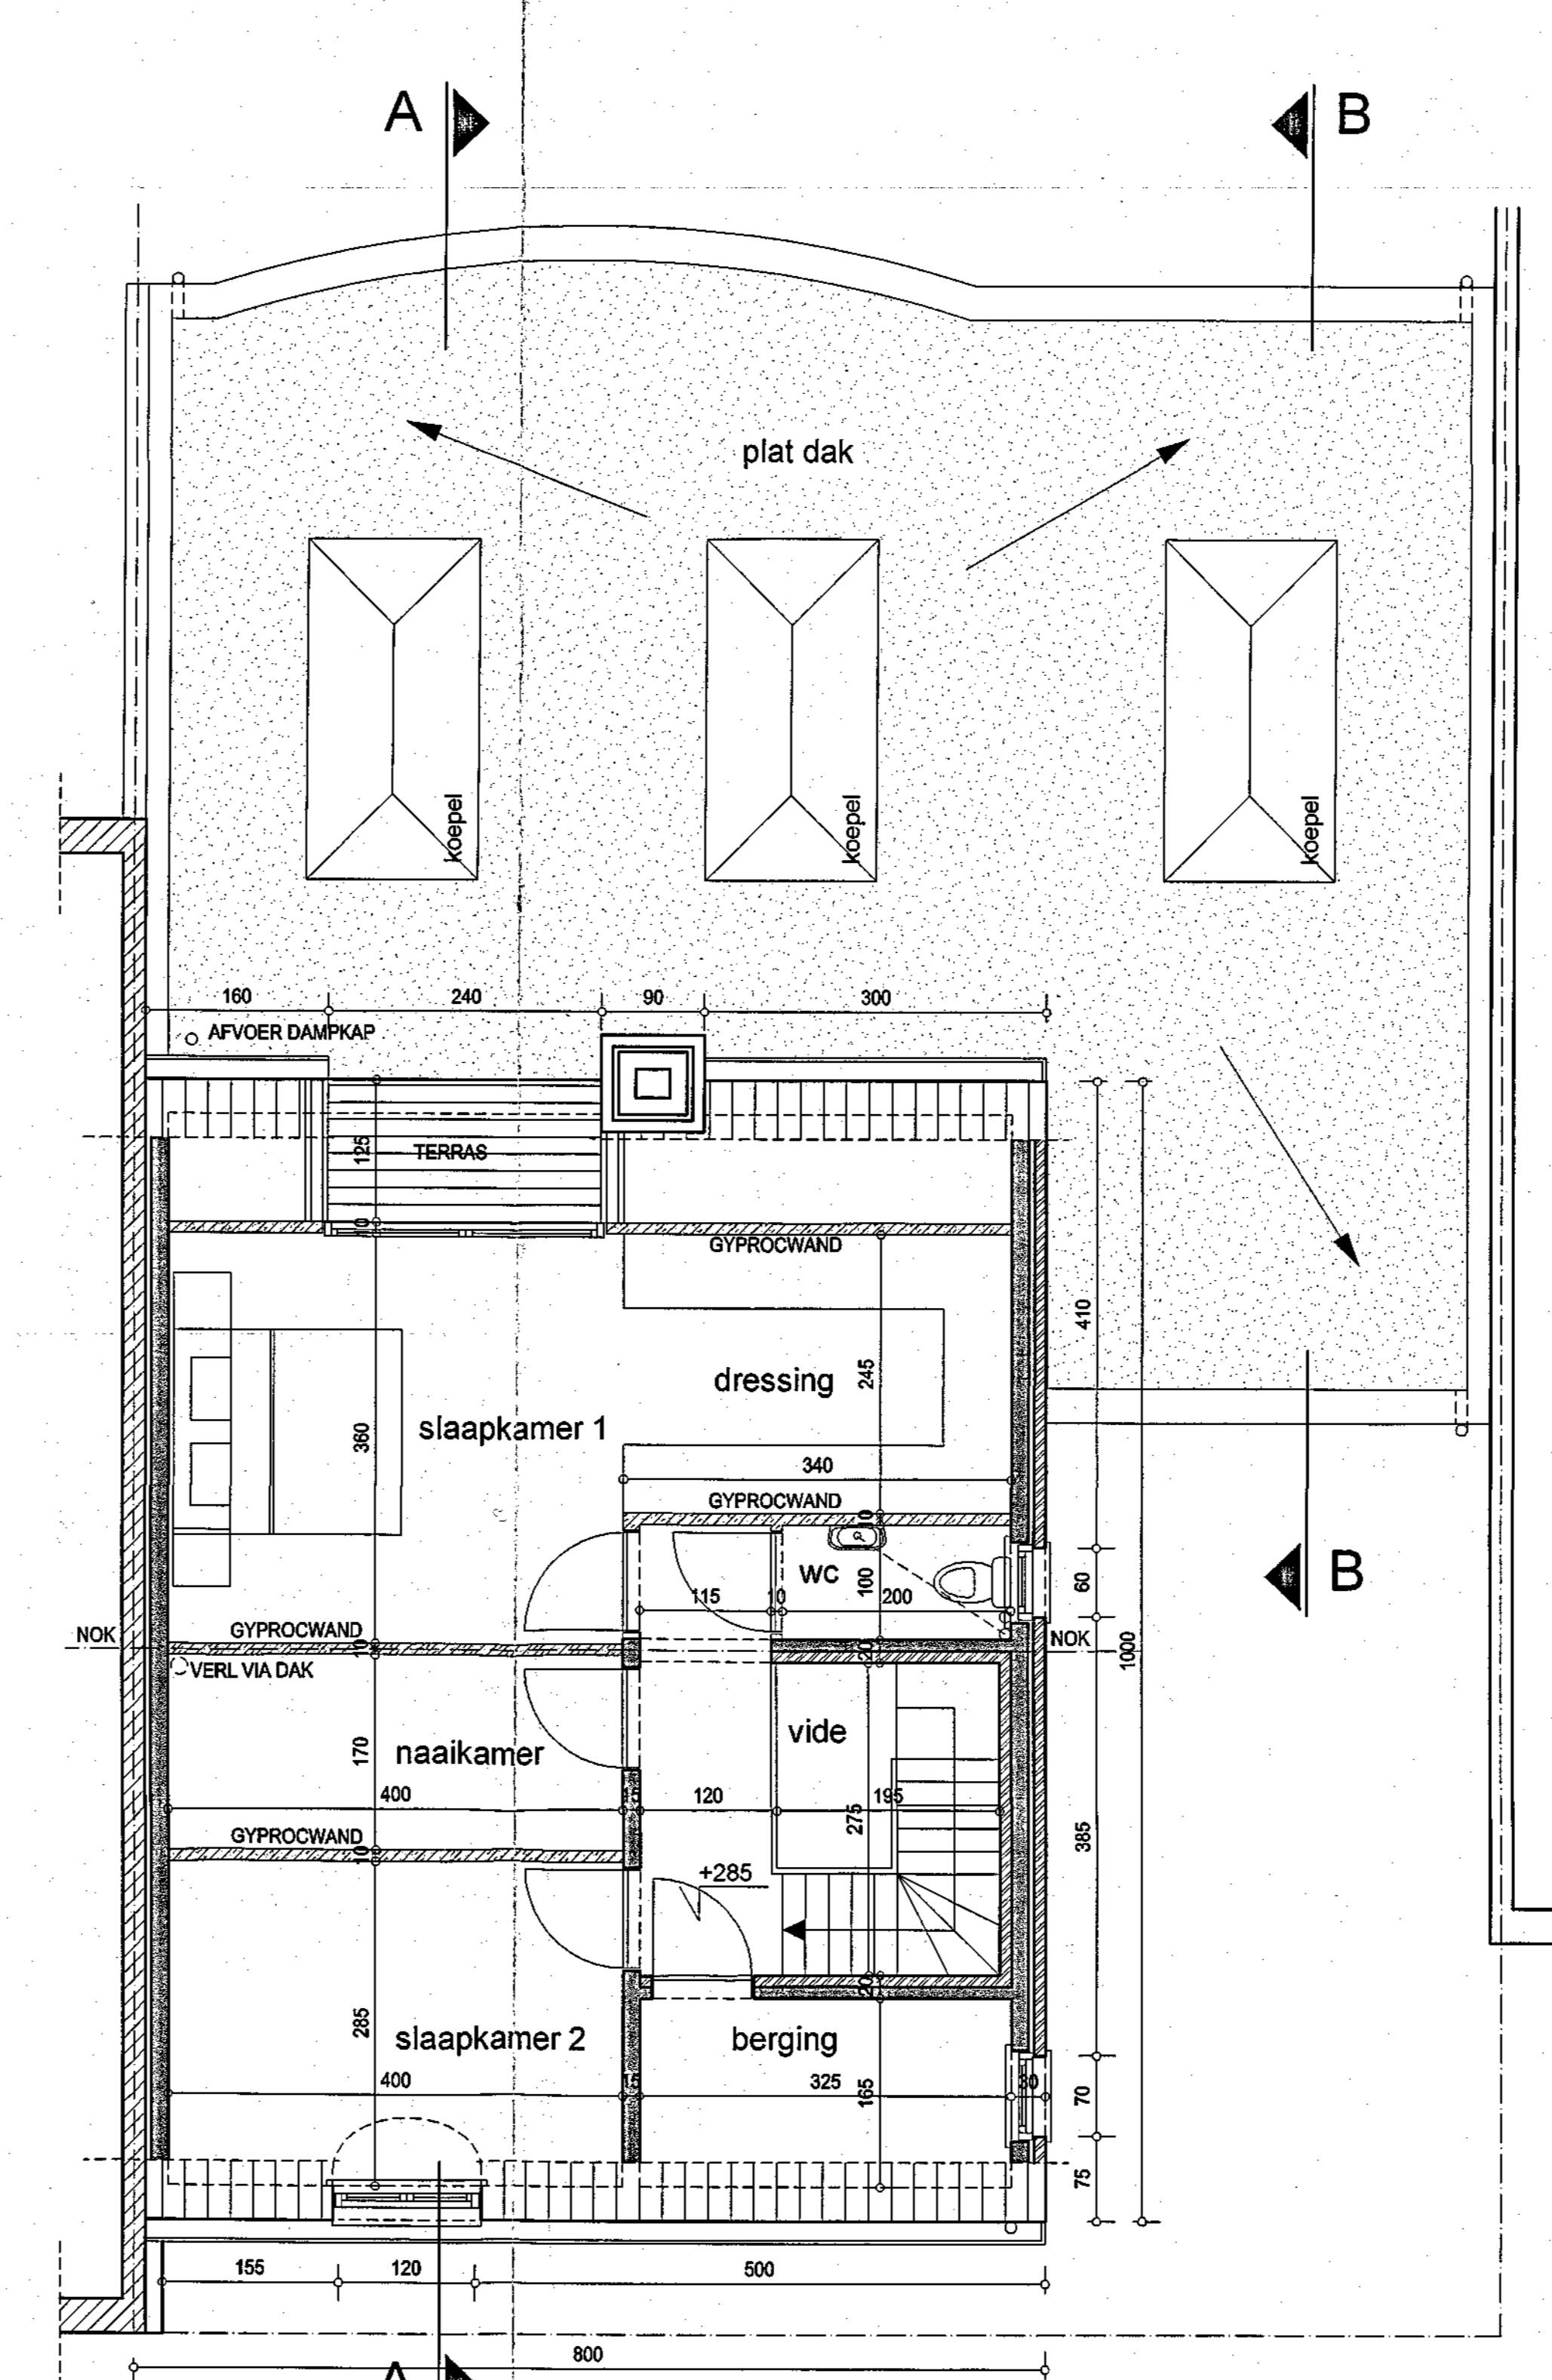 A
B
plat dak
koepel
koepel
koepel
160
240
90
300
AFVOER DAMPKAP
125
TERRAS
10
GYPROCWAND
410
dressing
245
slaapkamer 1
360
340
GYPROCWAND
10
WC
100
60
115
10
200
B
GYPROCWAND
NOK
10
20
NOK
1000
VERL VIA DAK
vide
naaikamer
170
400
15
120
195
275
385
GYPROCWAND
10
+285
20
285
slaapkamer 2
berging
400
15
325
165
30
70
75
155
120
500
800
A